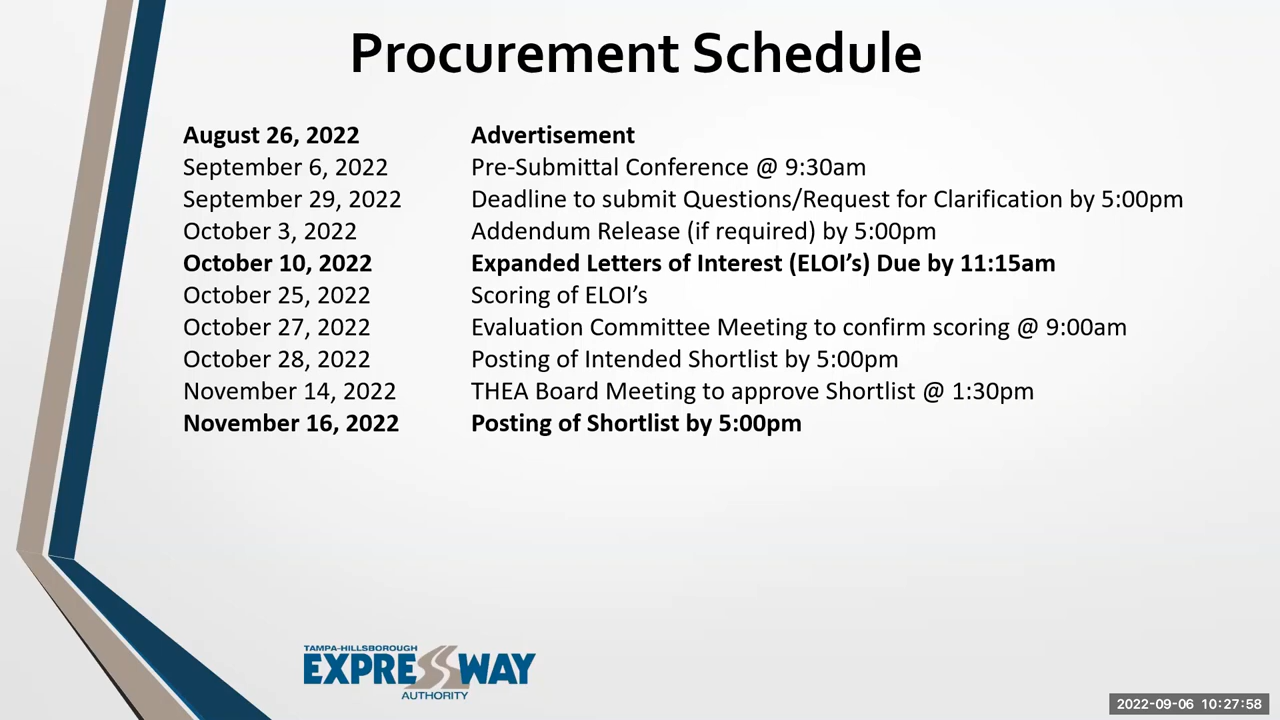 Procurement Schedule
August 26, 2022 Advertisement
September 6, 2022 Pre-Submittal Conference @ 9:30am
September 29, 2022 Deadline to submit Questions/Request for Clarification by 5:00pm
October 3, 2022 Addendum Release (if required) by 5:00pm
October 10, 2022 Expanded Letters of Interest (ELOI’s) Due by 11:15am
October 25, 2022 Scoring of ELOI’s
October 27, 2022 Evaluation Committee Meeting to confirm scoring @ 9:00am
October 28, 2022 Posting of Intended Shortlist by 5:00pm
November 14, 2022 THEA Board Meeting to approve Shortlist @ 1:30pm
November 16, 2022 Posting of Shortlist by 5:00pm
TAMPA-HILLSBOROUGH
EXPRESSWAY
AUTHORITY
2022-09-06 10:27:58